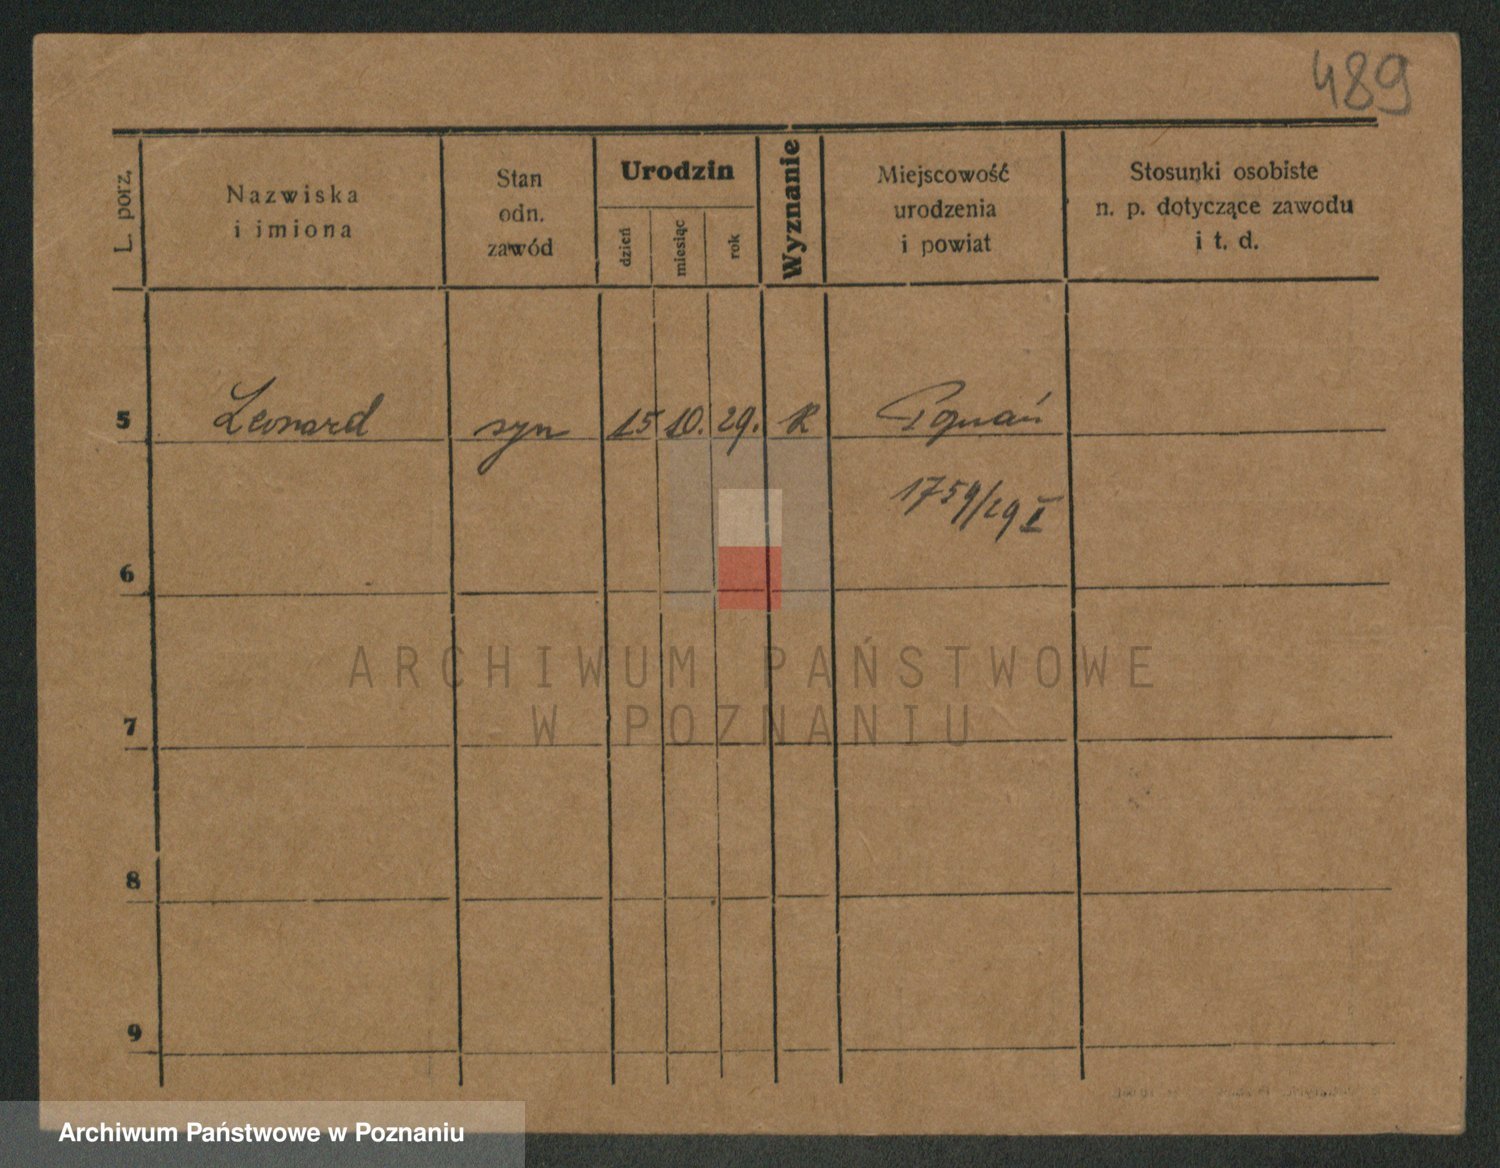 489
L. porz.
Nazwiska
i imiona
Stan
odn.
zawód
Urodzin
dzień
miesiąc
rok
Wyznanie
Miejscowość
urodzenia
i powiat
Stosunki osobiste
n. p. dotyczące zawodu
i t. d.
5 Leonard syn 15 10. 29. R Poznań
1759/29 I
6
7
8
9
ARCHIWUM PAŃSTWOWE
W POZNANIU
Archiwum Państwowe w Poznaniu